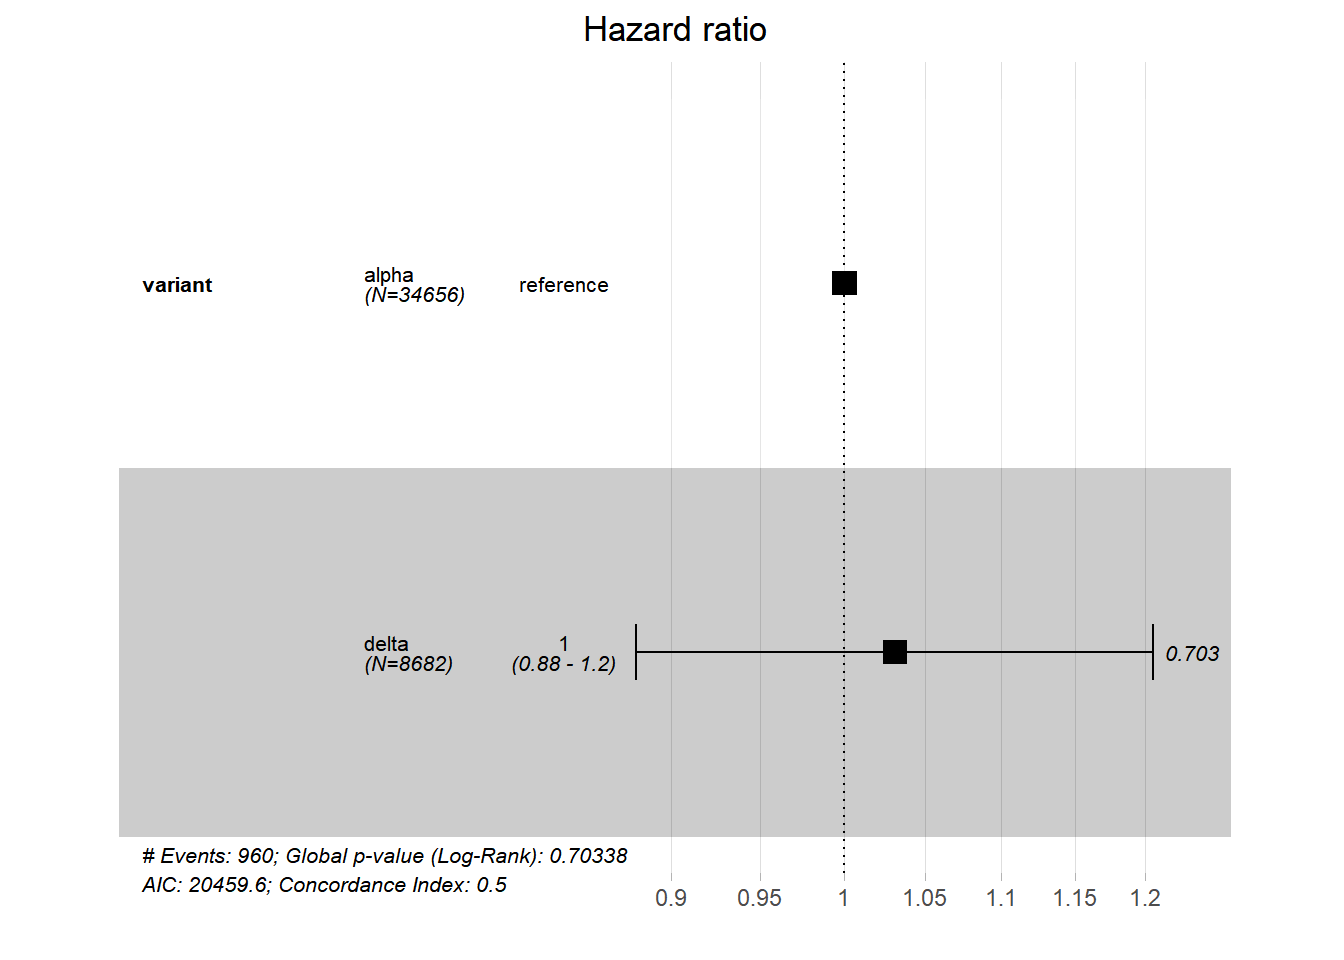 Hazard ratio
variant
alpha
(N=34656)
reference
delta
(N=8682)
1
(0.88 - 1.2)
0.703
# Events: 960; Global p-value (Log-Rank): 0.70338
AIC: 20459.6; Concordance Index: 0.5
0.9 0.95 1 1.05 1.1 1.15 1.2